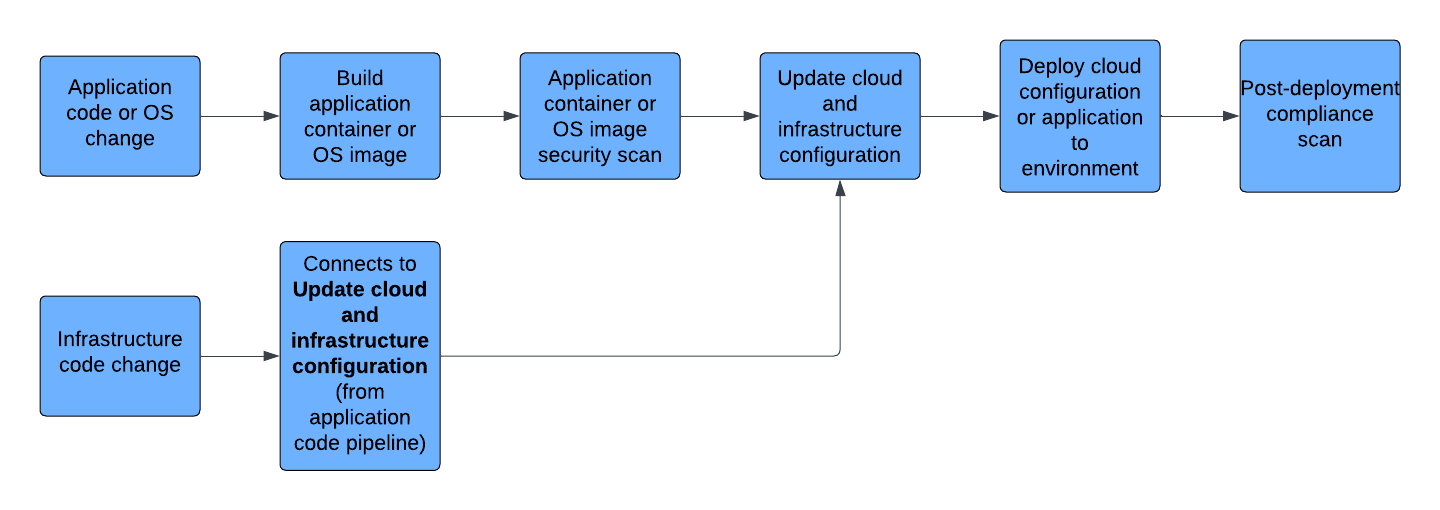 Application
code or OS
change
Build
application
container or
OS image
Application
container or
OS image
security scan
Update cloud
and
infrastructure
configuration
Deploy cloud
configuration
or application
to
environment
Post-deployment
compliance
scan
Infrastructure
code change
Connects to
Update cloud
and
infrastructure
configuration
(from
application
code pipeline)